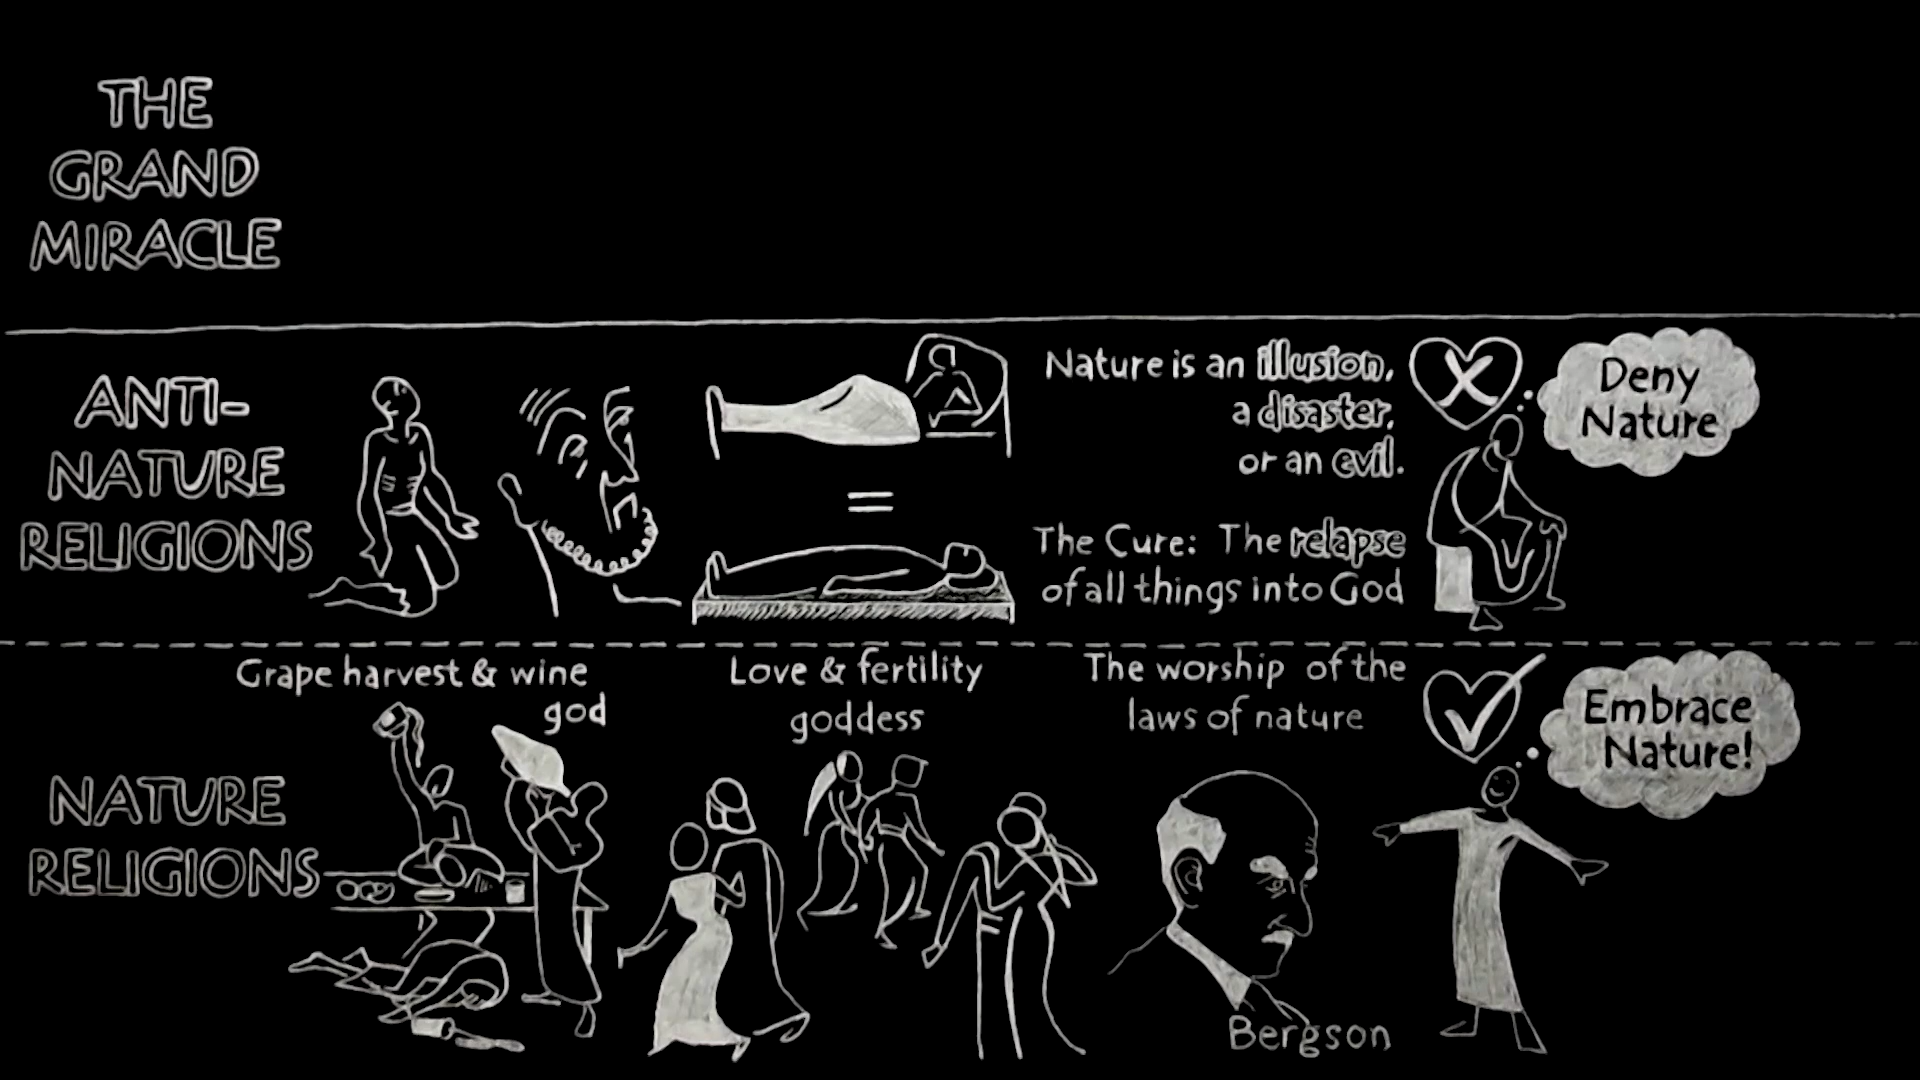 THE
GRAND
MIRACLE
ANTI-
NATURE
RELIGIONS
Nature is an illusion,
a disaster,
or an evil.
The Cure: The relapse
of all things into God
Deny
Nature
Grape harvest & wine
god
Love & fertility
goddess
The worship of the
laws of nature
Embrace
Nature!
NATURE
RELIGIONS
Bergson